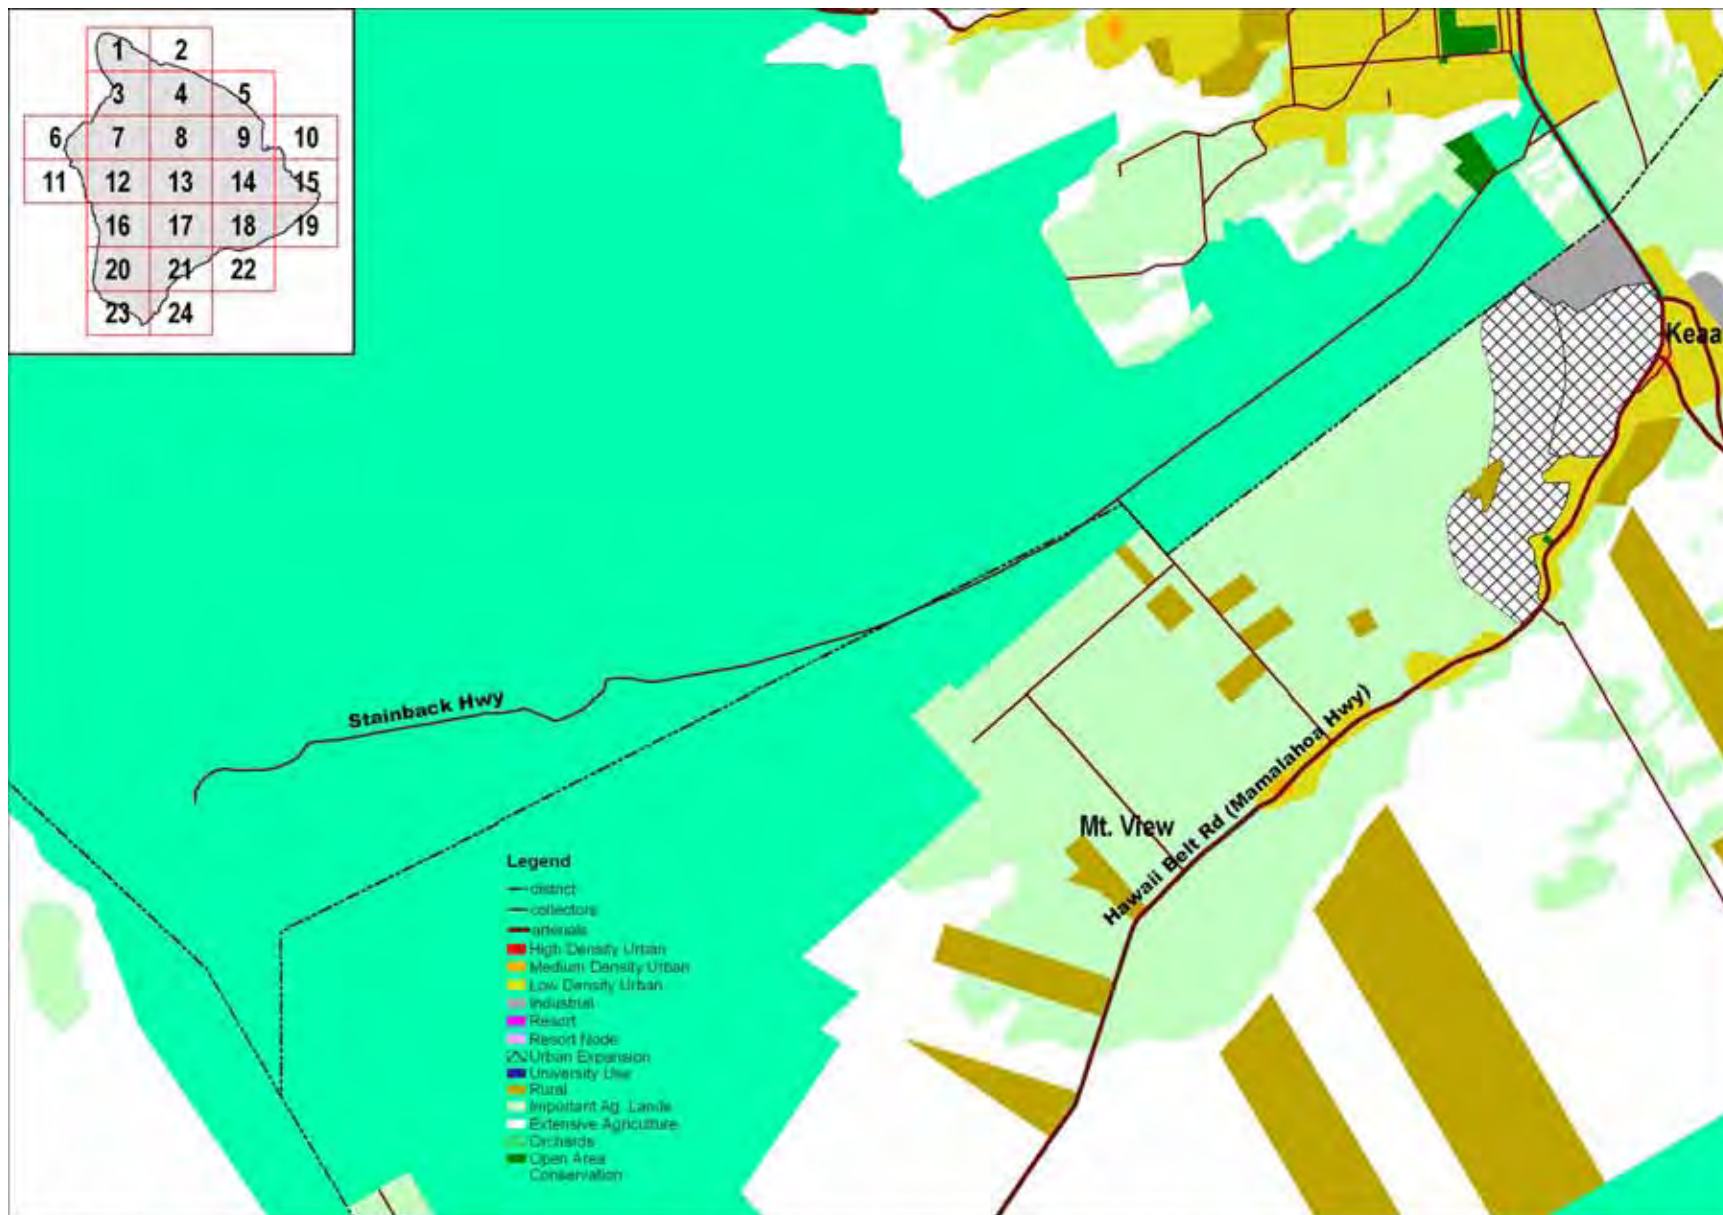 1 2
3 4 5
6 7 8 9 10
11 12 13 14 15
16 17 18 19
20 21 22
23 24
Keaa
Stainback Hwy
Hawaii Belt Rd (Mamalahoa Hwy)
Mt. View
Legend
district
collectors
arterials
High Density Urban
Medium Density Urban
Low Density Urban
Industrial
Resort
Resort Node
Urban Expansion
University Use
Rural
Important Ag. Lands
Extensive Agriculture
Orchards
Open Area
Conservation